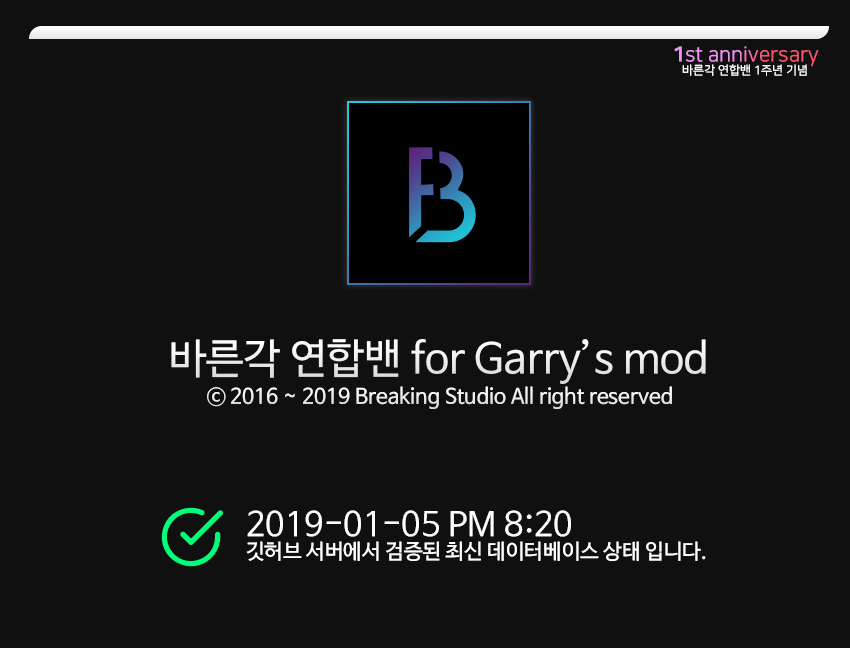 1st anniversary
바른각 연합밴 1주년 기념
B
바른각 연합밴 for Garry’s mod
ⓒ 2016 ~ 2019 Breaking Studio All right reserved
2019-01-05 PM 8:20
깃허브 서버에서 검증된 최신 데이터베이스 상태 입니다.